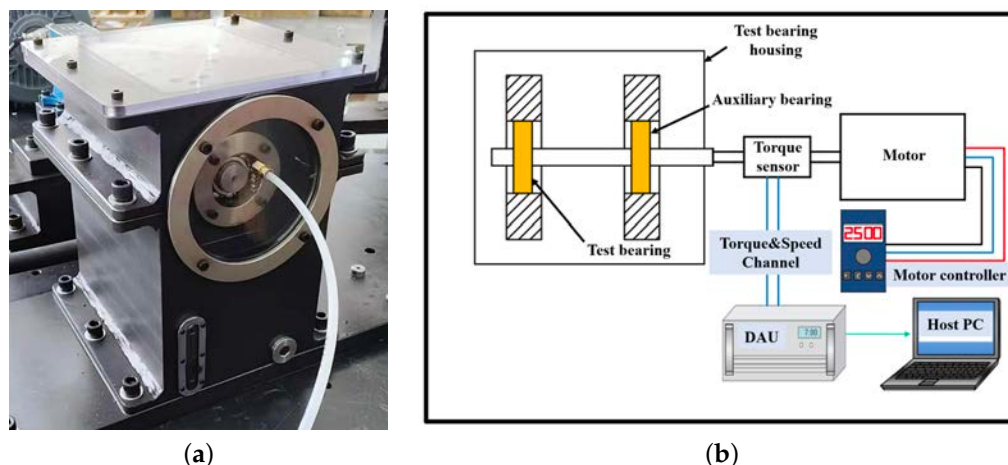 Test bearing
housing
Auxiliary bearing
Torque
sensor
Motor
2500
Test bearing
Torque&Speed
Channel
Motor controller
DAU
7:00
Host PC
(a)
(b)